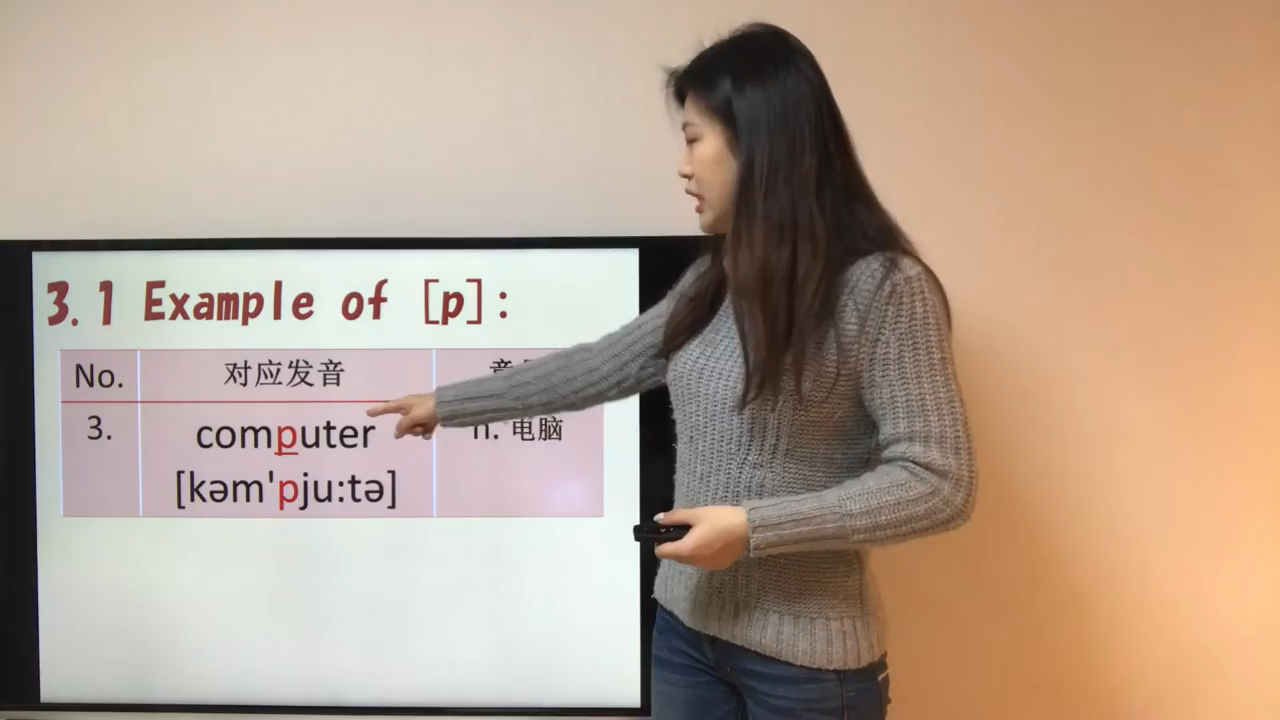 3.1 Example of [p]:
No. 对应发音
3. computer n. 电脑
[kəm'pju:tə]